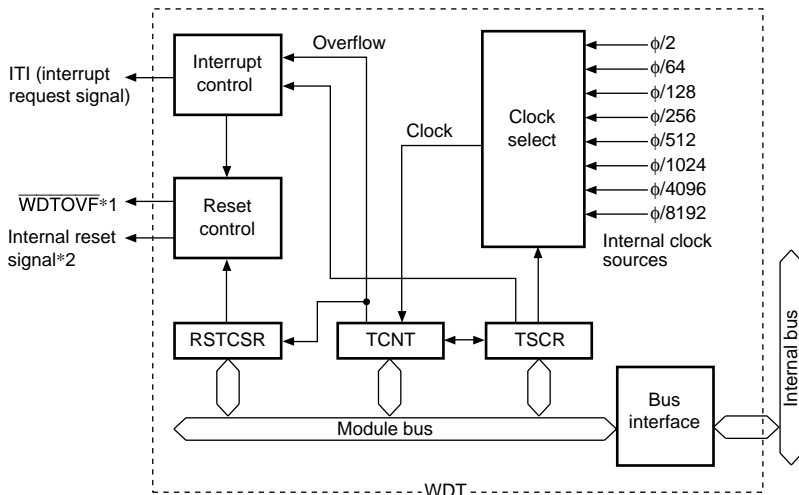 Overflow
Interrupt
control
ITI (interrupt
request signal)
Clock
Clock
select
ϕ/2
ϕ/64
ϕ/128
ϕ/256
ϕ/512
ϕ/1024
ϕ/4096
ϕ/8192
Internal clock
sources
WDTOVF*1
Internal reset
signal*2
Reset
control
RSTCSR
TCNT
TSCR
Module bus
Bus
interface
Internal bus
WDT